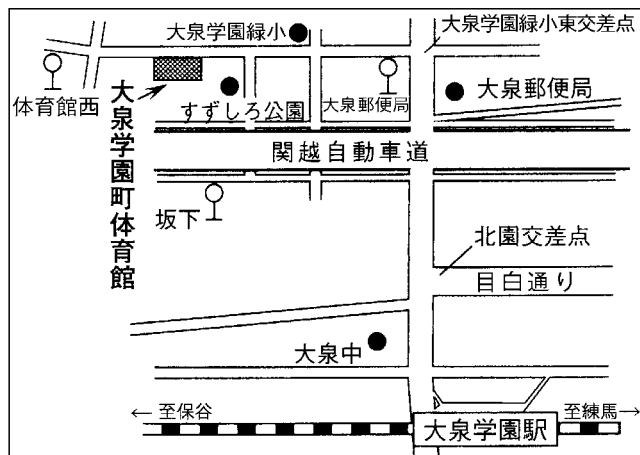 大泉学園緑小
大泉学園緑小東交差点
体育館西
大泉学園町体育館
すずしろ公園
大泉郵便局
大泉郵便局
関越自動車道
坂下
北園交差点
目白通り
大泉中
← 至保谷
大泉学園駅
至練馬→